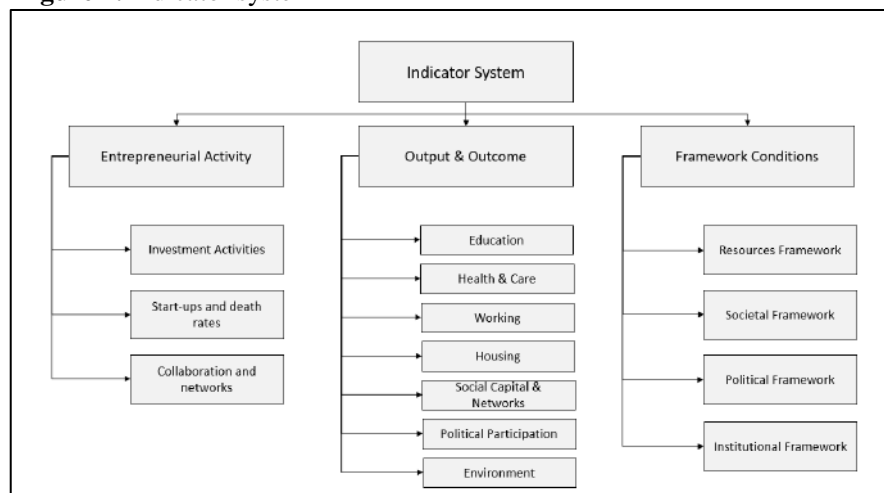 Indicator System
Entrepreneurial Activity
Output & Outcome
Framework Conditions
Investment Activities
Start-ups and death
rates
Collaboration and
networks
Education
Health & Care
Working
Housing
Social Capital &
Networks
Political Participation
Environment
Resources Framework
Societal Framework
Political Framework
Institutional Framework